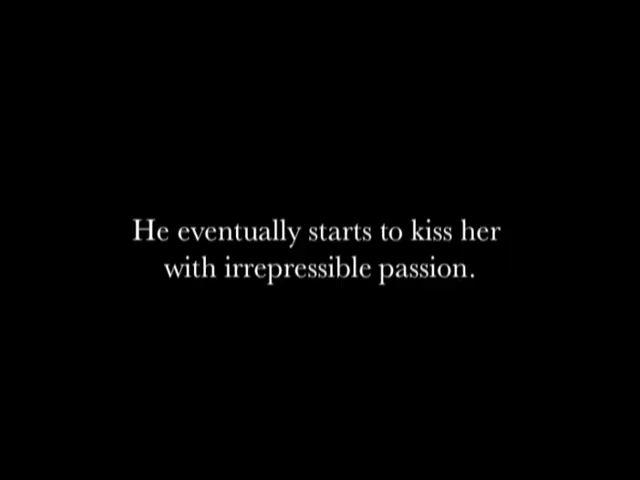 He eventually starts to kiss her
with irrepressible passion.